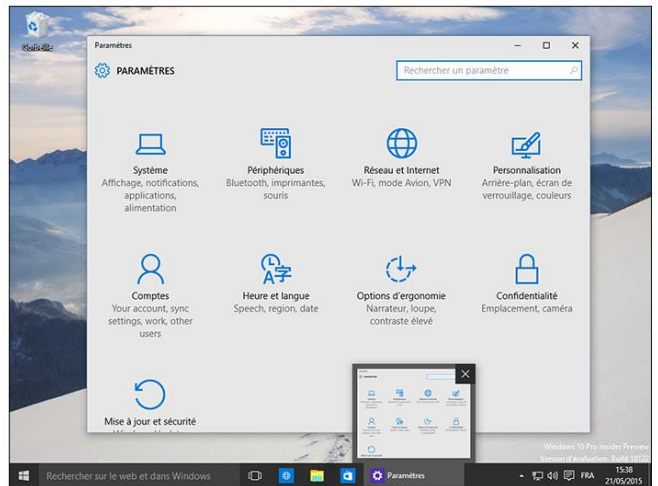 Corbeille
Paramètres
PARAMÈTRES
Rechercher un paramètre
Système
Affichage, notifications,
applications,
alimentation
Périphériques
Bluetooth, imprimantes,
souris
Réseau et Internet
Wi-Fi, mode Avion, VPN
Personnalisation
Arrière-plan, écran de
verrouillage, couleurs
Comptes
Your account, sync
settings, work, other
users
Heure et langue
Speech, region, date
Options d'ergonomie
Narrateur, loupe,
contraste élevé
Confidentialité
Emplacement, caméra
Mise à jour et sécurité
Windows 10 Pro Insider Preview
Version d'évaluation. Build 10122
Rechercher sur le web et dans Windows
Paramètres
FRA
15:38
21/05/2015